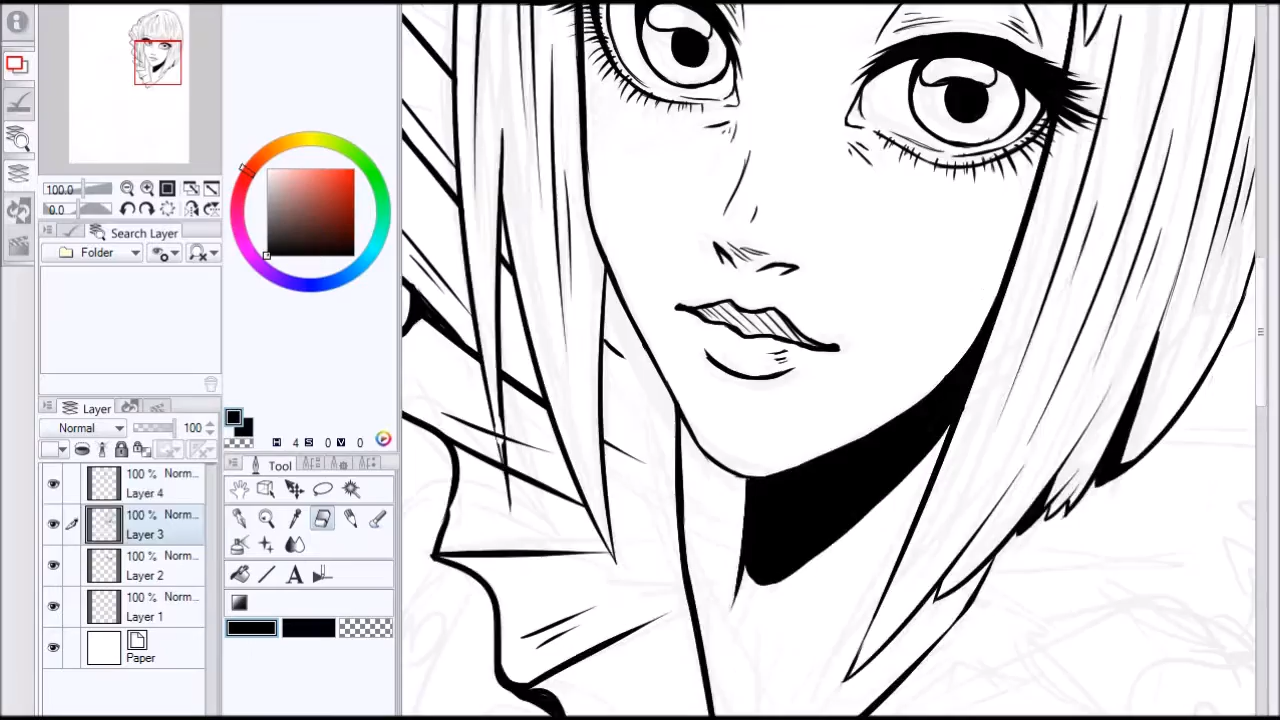 100.0
0.0
Search Layer
Folder
Layer
Normal
100
100 % Norm...
Layer 4
100 % Norm...
Layer 3
100 % Norm...
Layer 2
100 % Norm...
Layer 1
Paper
H 4 S 0 V 0
Tool
A